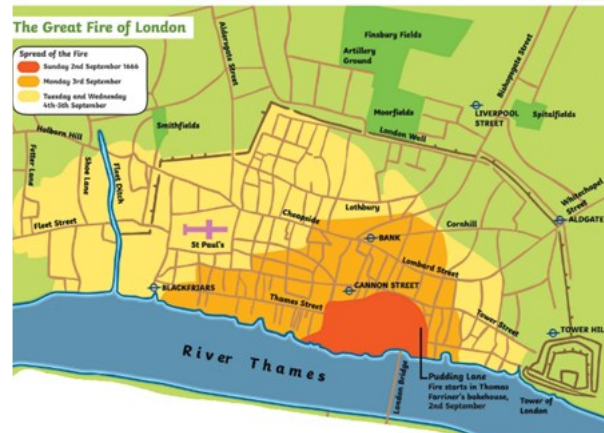 The Great Fire of London
Spread of the Fire
Sunday 2nd September 1666
Monday 3rd September
Tuesday and Wednesday
4th-5th September
Aldersgate Street
Finsbury Fields
Artillery
Ground
Bishopsgate Street
Moorfields
LIVERPOOL
STREET
Spitalfields
Smithfields
London Wall
Holborn Hill
Fetter Lane
Shoe Lane
Fleet Ditch
Whitechapel
Street
Fleet Street
St Paul's
Cheapside
Lothbury
Cornhill
ALDGATE
BANK
Lombard Street
BLACKFRIARS
CANNON STREET
Thames Street
Tower Street
TOWER HILL
River Thames
London Bridge
Pudding Lane
Fire starts in Thomas
Farriner's bakehouse,
2nd September
Tower of
London